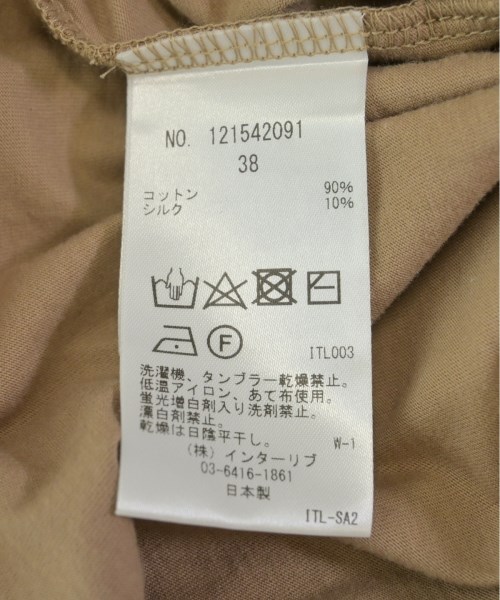 NO. 121542091
38
コットン 90%
シルク 10%
F
ITL003
洗濯機、タンブラー乾燥禁止。
低温アイロン、あて布使用。
蛍光増白剤入り洗剤禁止。
漂白剤禁止。
乾燥は日陰平干し。 W-1
(株) インターリブ
03-6416-1861
日本製
ITL-SA2